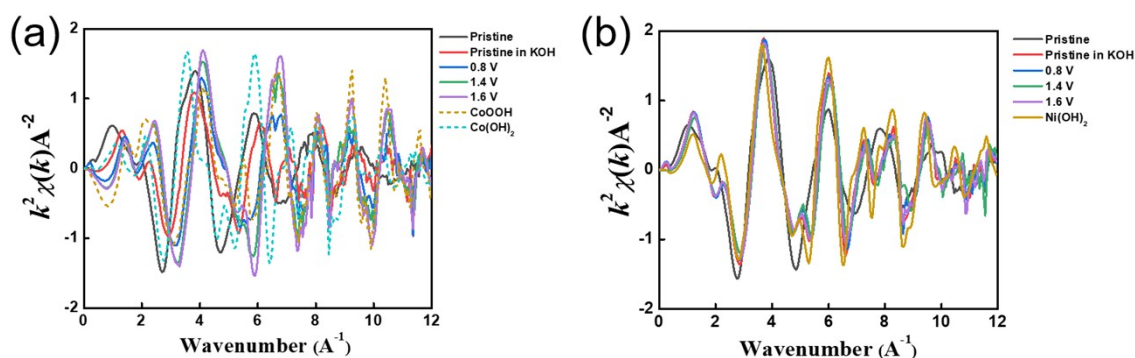 (a)
k² χ(k)A⁻²
2
1
0
-1
-2
0 2 4 6 8 10 12
Wavenumber (A⁻¹)
Pristine
Pristine in KOH
0.8 V
1.4 V
1.6 V
CoOOH
Co(OH)₂
(b)
k² χ(k)A⁻²
2
1
0
-1
-2
0 2 4 6 8 10 12
Wavenumber (A⁻¹)
Pristine
Pristine in KOH
0.8 V
1.4 V
1.6 V
Ni(OH)₂